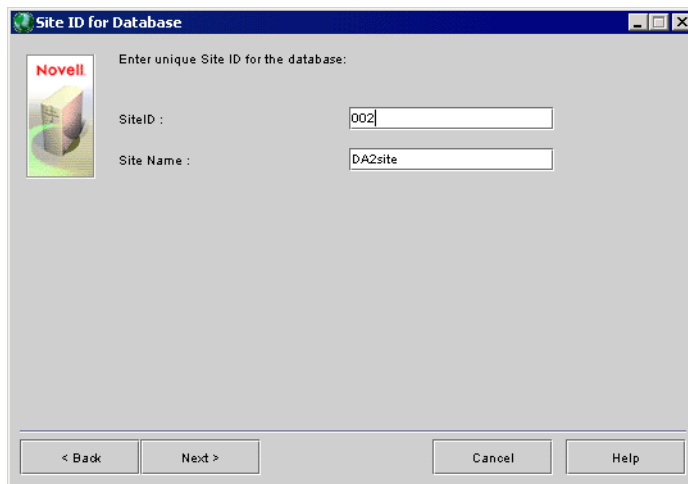 Site ID for Database
Novell.
Enter unique Site ID for the database:
SiteID :
002
Site Name :
DA2site
< Back
Next >
Cancel
Help